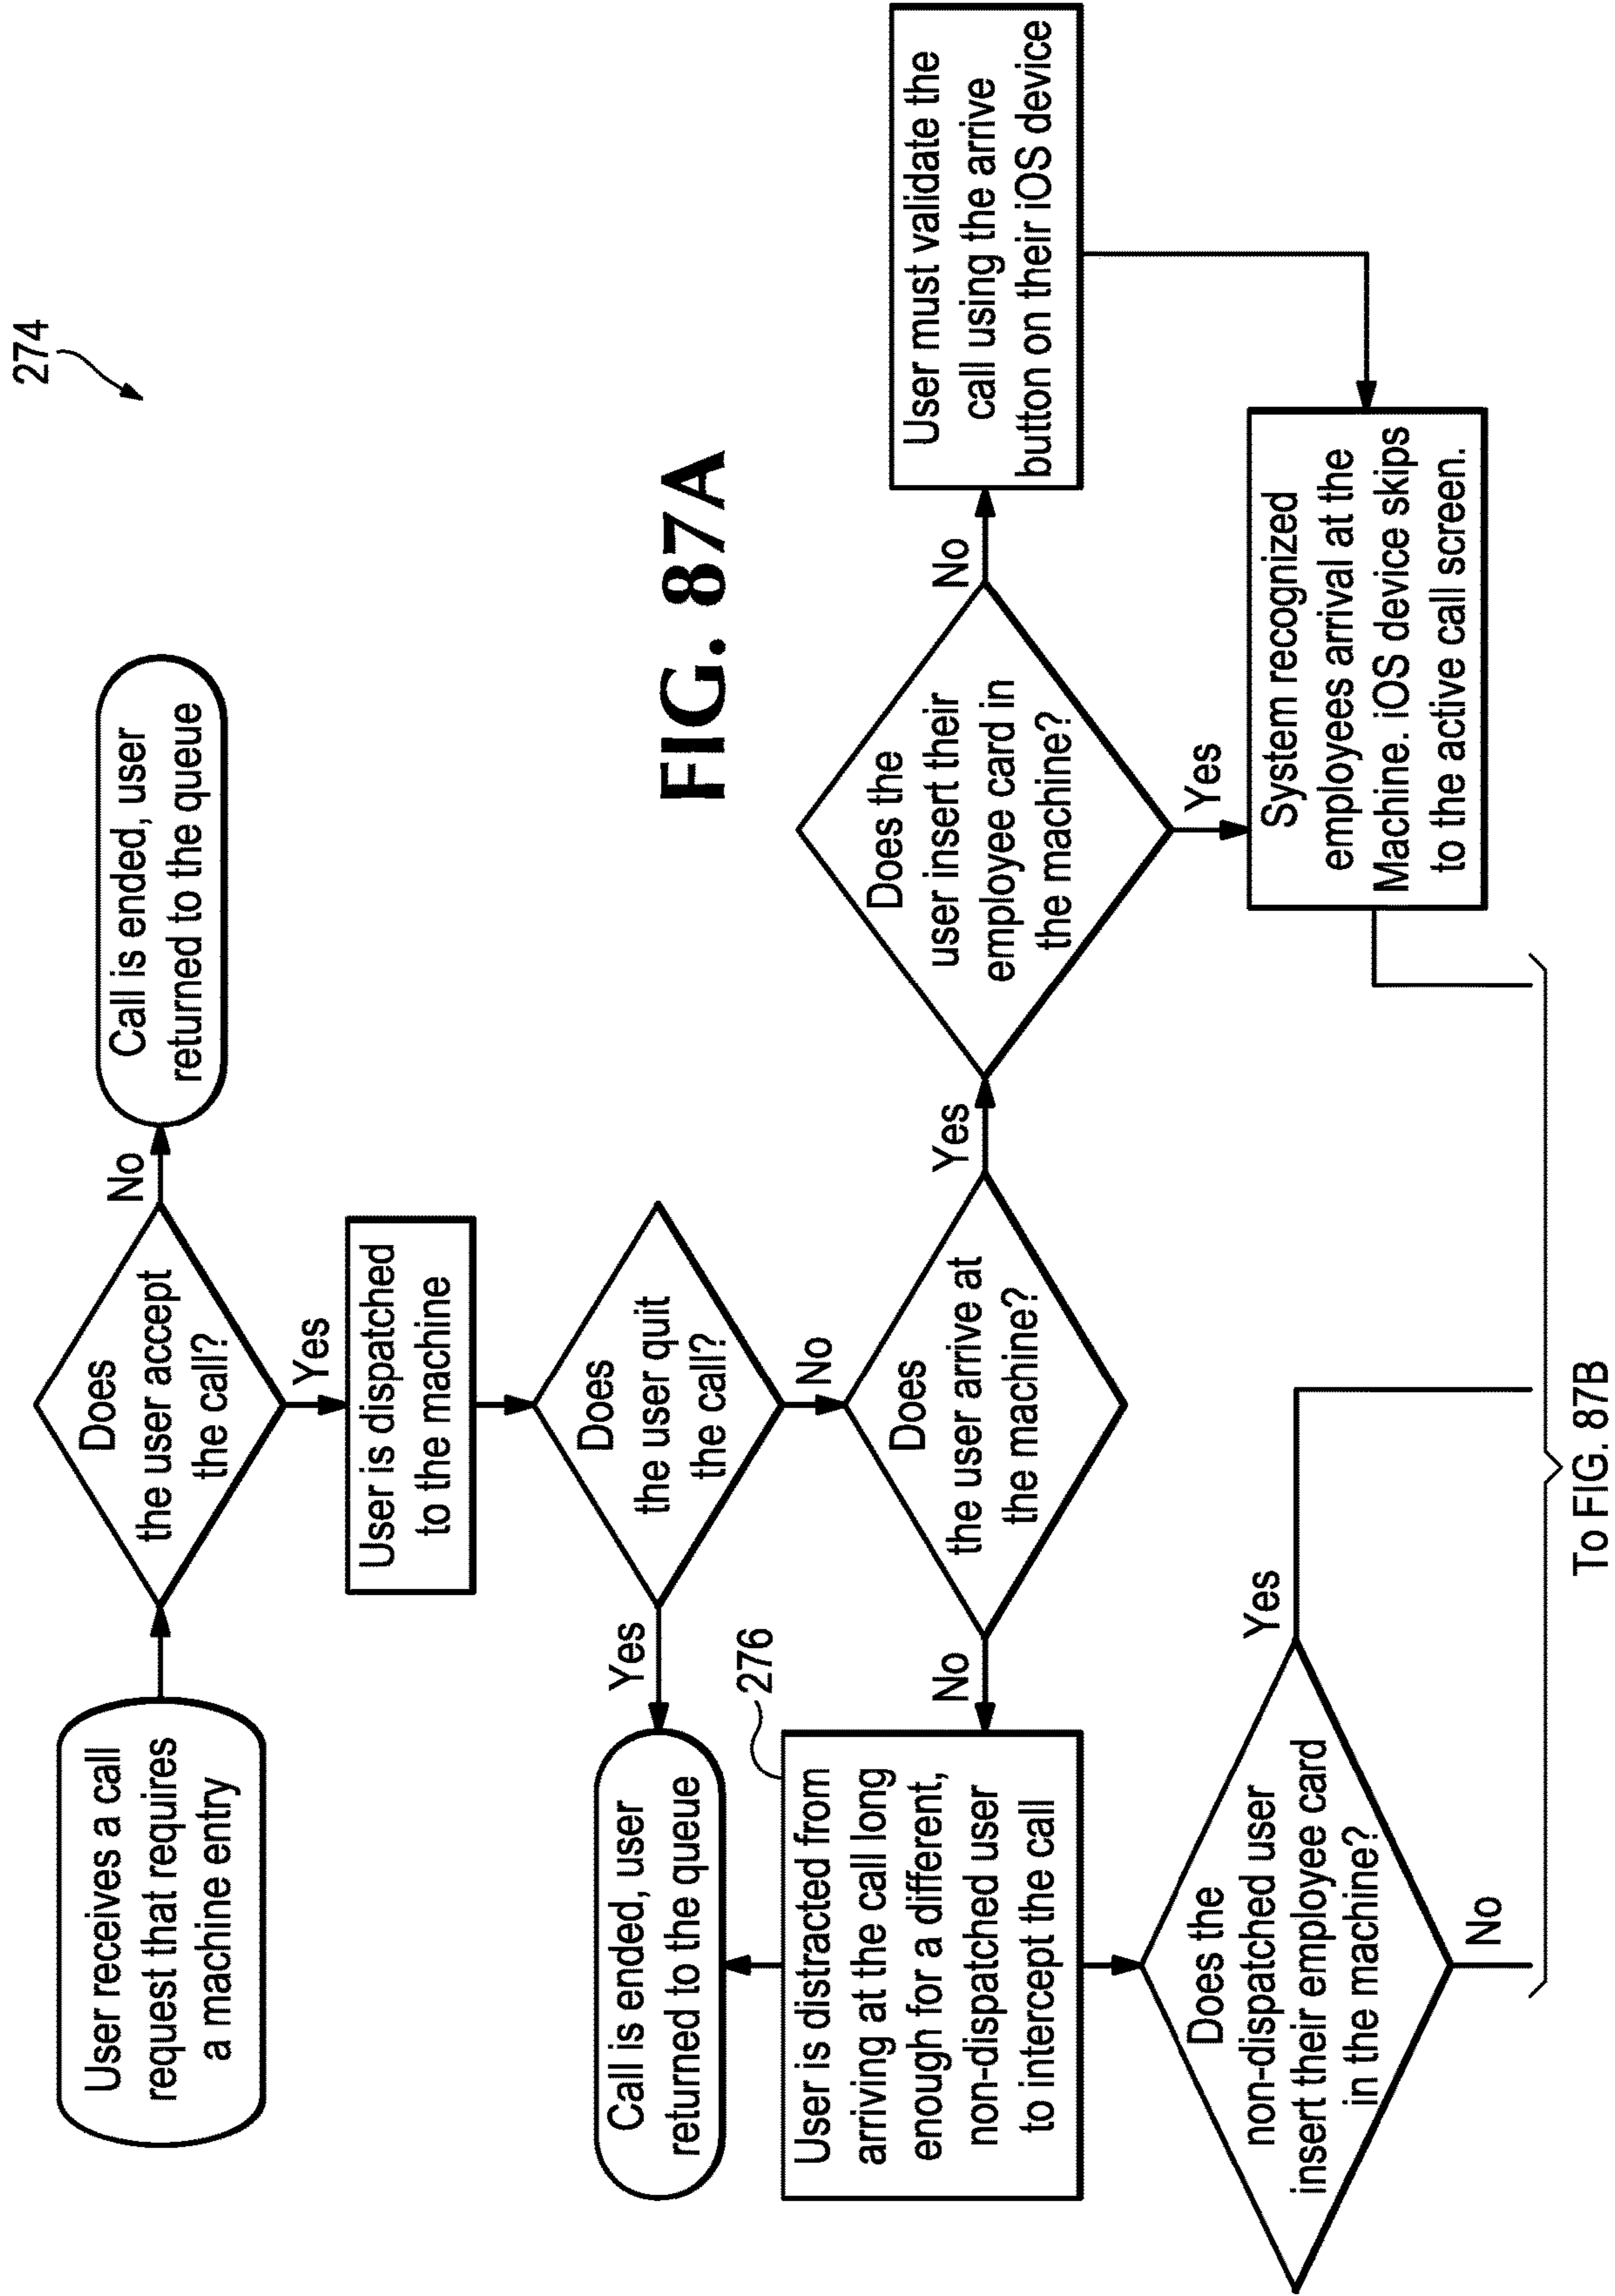 274
User receives a call
request that requires
a machine entry
Does
the user accept
the call?
No
Call is ended, user
returned to the queue
Yes
User is dispatched
to the machine
Does
the user quit
the call?
Yes
Call is ended, user
returned to the queue
No
FIG. 87A
276
User is distracted from
arriving at the call long
enough for a different,
non-dispatched user
to intercept the call
No
Does
the user arrive at
the machine?
Yes
Does the
user insert their
employee card in
the machine?
No
User must validate the
call using the arrive
button on their iOS device
Yes
System recognized
employees arrival at the
Machine. iOS device skips
to the active call screen.
Does the
non-dispatched user
insert their employee card
in the machine?
Yes
No
To FIG. 87B